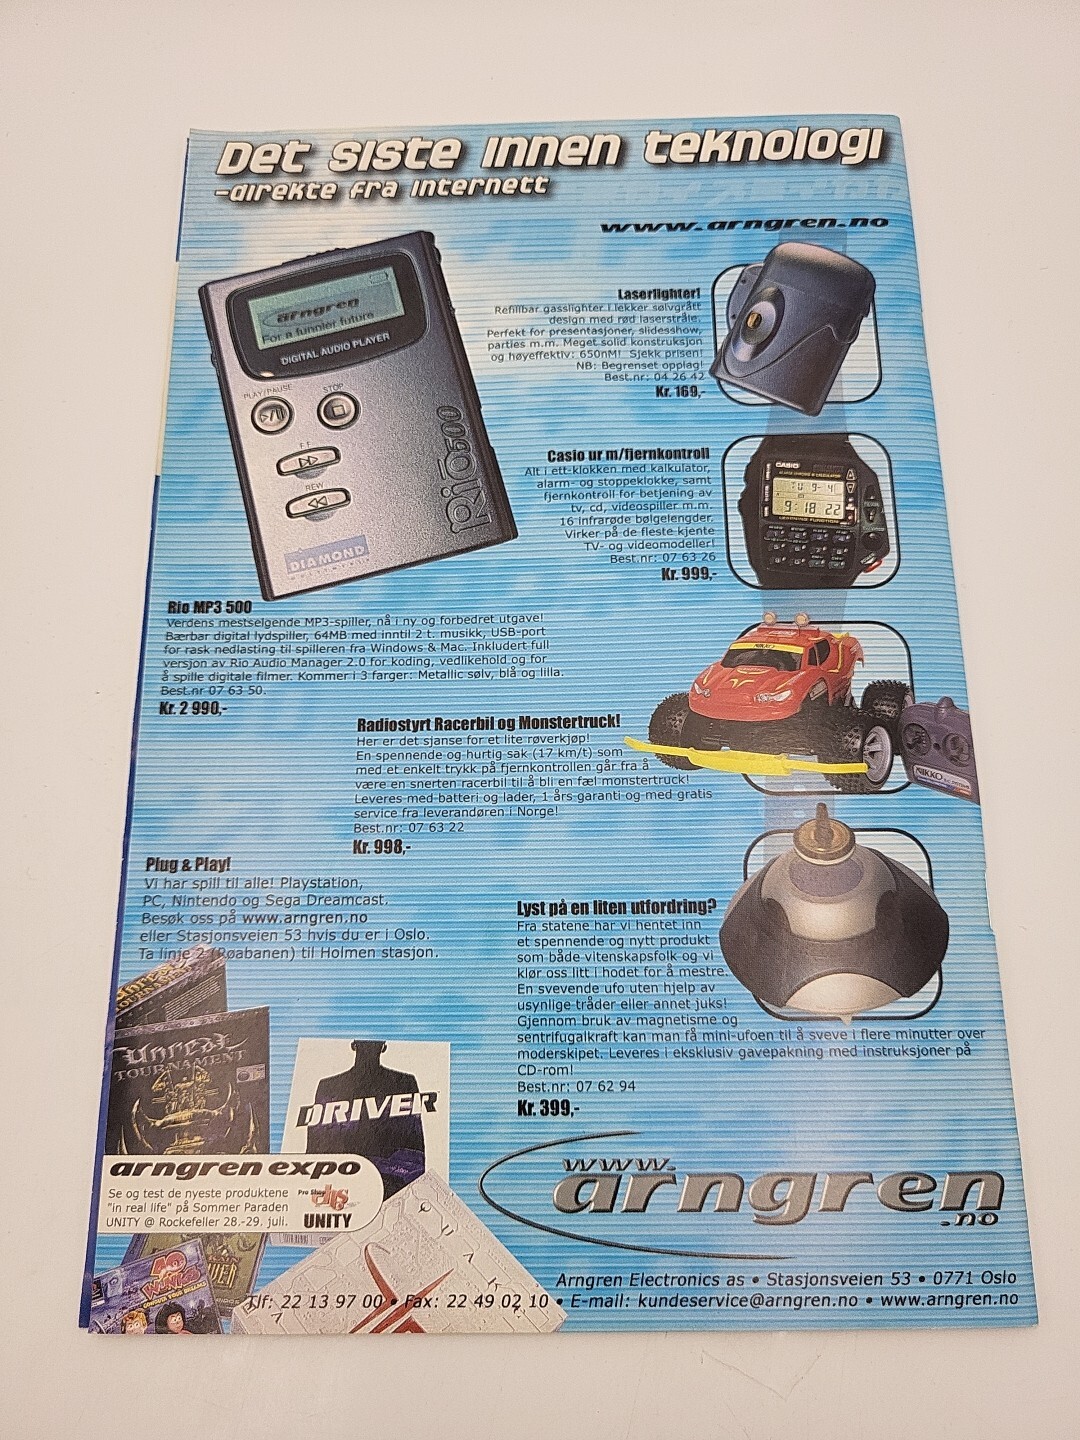 Det siste innen teknologi
-direkte fra internett
www.arngren.no
arngren
For a funnier future
DIGITAL AUDIO PLAYER
PLAY/PAUSE
STOP
FF
REW
Rio500
DIAMOND
Laserlighter!
Refillbar gasslighter i lekker sølvgrått
design med rød laserstråle.
Perfekt for presentasjoner, slidesshow,
parties m.m. Meget solid konstruksjon
og høyeffektiv: 650nM! Sjekk prisen!
NB: Begrenset opplag!
Best.nr: 04 26 42
Kr. 169,-
Casio ur m/fjernkontroll
Alt i ett-klokken med kalkulator,
alarm- og stoppeklokke, samt
fjernkontroll for betjening av
tv, cd, videospiller m.m.
16 infrarøde bølgelengder.
Virker på de fleste kjente
TV- og videomodeller!
Best.nr: 07 63 26
Kr. 999,-
CASIO
TU 9-4
9:18 22
LEARNING FUNCTION
Rio MP3 500
Verdens mestselgende MP3-spiller, nå i ny og forbedret utgave!
Bærbar digital lydspiller, 64MB med inntil 2 t. musikk, USB-port
for rask nedlasting til spilleren fra Windows & Mac. Inkludert full
versjon av Rio Audio Manager 2.0 for koding, vedlikehold og for
å spille digitale filmer. Kommer i 3 farger: Metallic sølv, blå og lilla.
Best.nr 07 63 50.
Kr. 2 990,-
Radiostyrt Racerbil og Monstertruck!
Her er det sjanse for et lite røverkjøp!
En spennende og hurtig sak (17 km/t) som
med et enkelt trykk på fjernkontrollen går fra å
være en snerten racerbil til å bli en fæl monstertruck!
Leveres med batteri og lader, 1 års garanti og med gratis
service fra leverandøren i Norge!
Best.nr: 07 63 22
Kr. 998,-
NIKKO
Plug & Play!
Vi har spill til alle! Playstation,
PC, Nintendo og Sega Dreamcast.
Besøk oss på www.arngren.no
eller Stasjonsveien 53 hvis du er i Oslo.
Ta linje 2 (Røabanen) til Holmen stasjon.
Lyst på en liten utfordring?
Fra statene har vi hentet inn
et spennende og nytt produkt
som både vitenskapsfolk og vi
klør oss litt i hodet for å mestre.
En svevende ufo uten hjelp av
usynlige tråder eller annet juks!
Gjennom bruk av magnetisme og
sentrifugalkraft kan man få mini-ufoen til å sveve i flere minutter over
moderskipet. Leveres i eksklusiv gavepakning med instruksjoner på
CD-rom!
Best.nr: 07 62 94
Kr. 399,-
Unreal
TOURNAMENT
DRIVER
arngren expo
Se og test de nyeste produktene
"in real life" på Sommer Paraden
UNITY @ Rockefeller 28.-29. juli.
Pro Shop
UNITY
www.
arngren
.no
Arngren Electronics as • Stasjonsveien 53 • 0771 Oslo
Tlf: 22 13 97 00 • Fax: 22 49 02 10 • E-mail: kundeservice@arngren.no • www.arngren.no